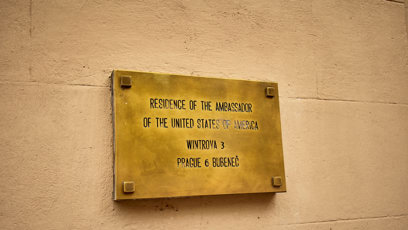 RESIDENCE OF THE AMBASSADOR
OF THE UNITED STATES OF AMERICA
WINTROVA 3
PRAGUE 6 BUBENEČ